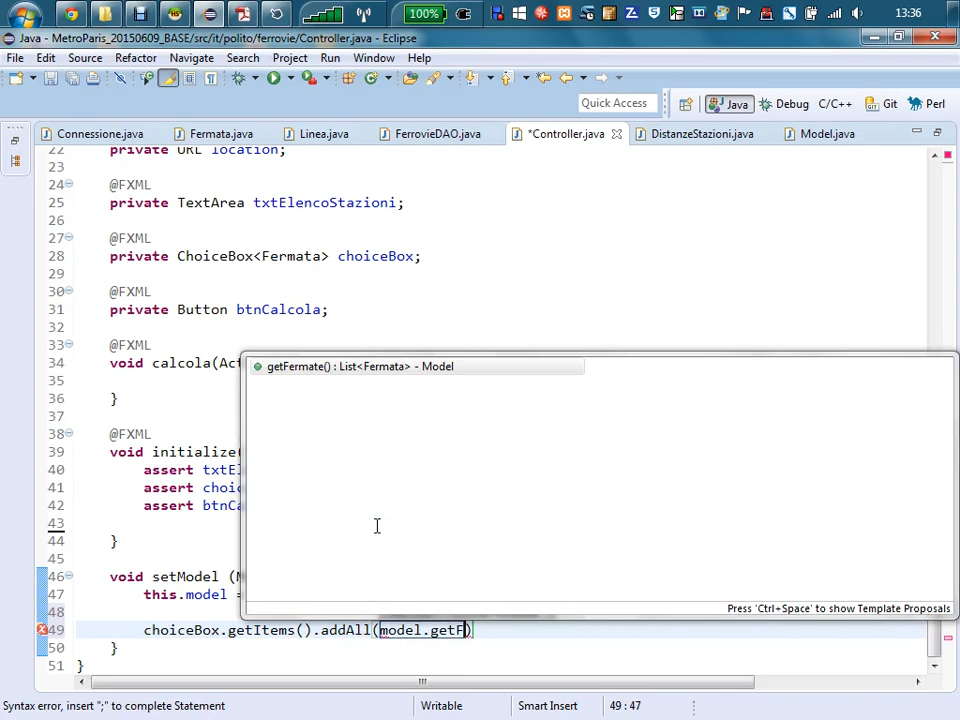 100%
13:36
Java - MetroParis_20150609_BASE/src/it/polito/ferrovie/Controller.java - Eclipse
File Edit Source Refactor Navigate Search Project Run Window Help
Quick Access
Java Debug C/C++ Git Perl
Connessione.java Fermata.java Linea.java FerrovieDAO.java *Controller.java DistanzeStazioni.java Model.java
22 private URL location;
23
24 @FXML
25 private TextArea txtElencoStazioni;
26
27 @FXML
28 private ChoiceBox<Fermata> choiceBox;
29
30 @FXML
31 private Button btnCalcola;
32
33 @FXML
34 void calcola(Act
35
36 }
37
38 @FXML
39 void initialize(
40 assert txtEl
41 assert choic
42 assert btnCa
43
44 }
45
46 void setModel (M
47 this.model =
48
49 choiceBox.getItems().addAll(model.getF)
50 }
51 }
getFermate() : List<Fermata> - Model
Press 'Ctrl+Space' to show Template Proposals
Syntax error, insert ";" to complete Statement
Writable
Smart Insert
49 : 47